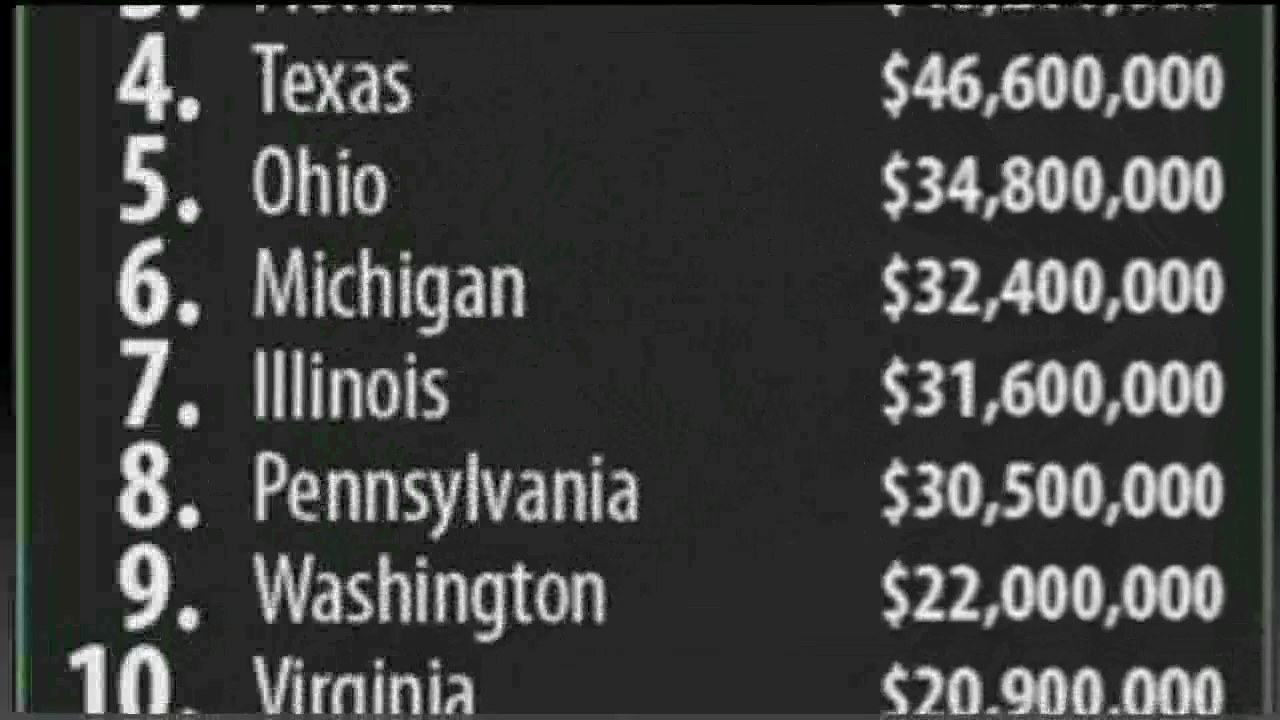 4. Texas $46,600,000
5. Ohio $34,800,000
6. Michigan $32,400,000
7. Illinois $31,600,000
8. Pennsylvania $30,500,000
9. Washington $22,000,000
10. Virginia $20,900,000